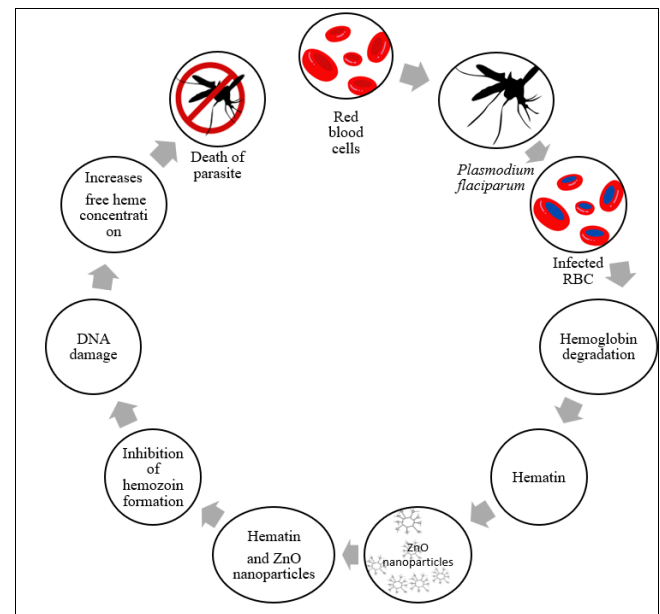 Red
blood
cells
Plasmodium
flaciparum
Infected
RBC
Hemoglobin
degradation
Hematin
ZnO
nanoparticles
Hematin
and ZnO
nanoparticles
Inhibition
of
hemozoin
formation
DNA
damage
Increases
free heme
concentrati
on
Death of
parasite